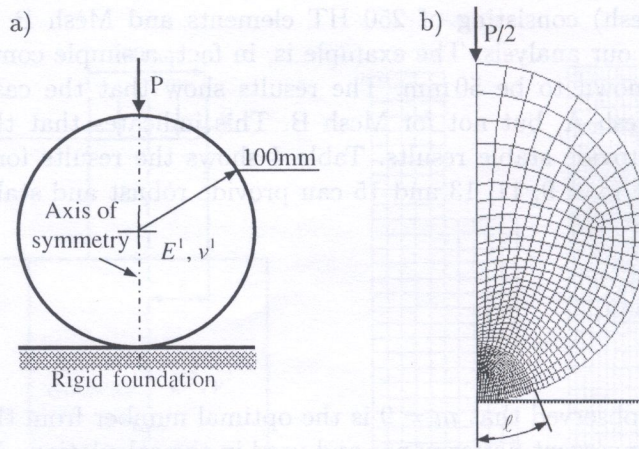 a)
P
100mm
Axis of
symmetry
E¹, ν¹
Rigid foundation
b)
P/2
ℓ